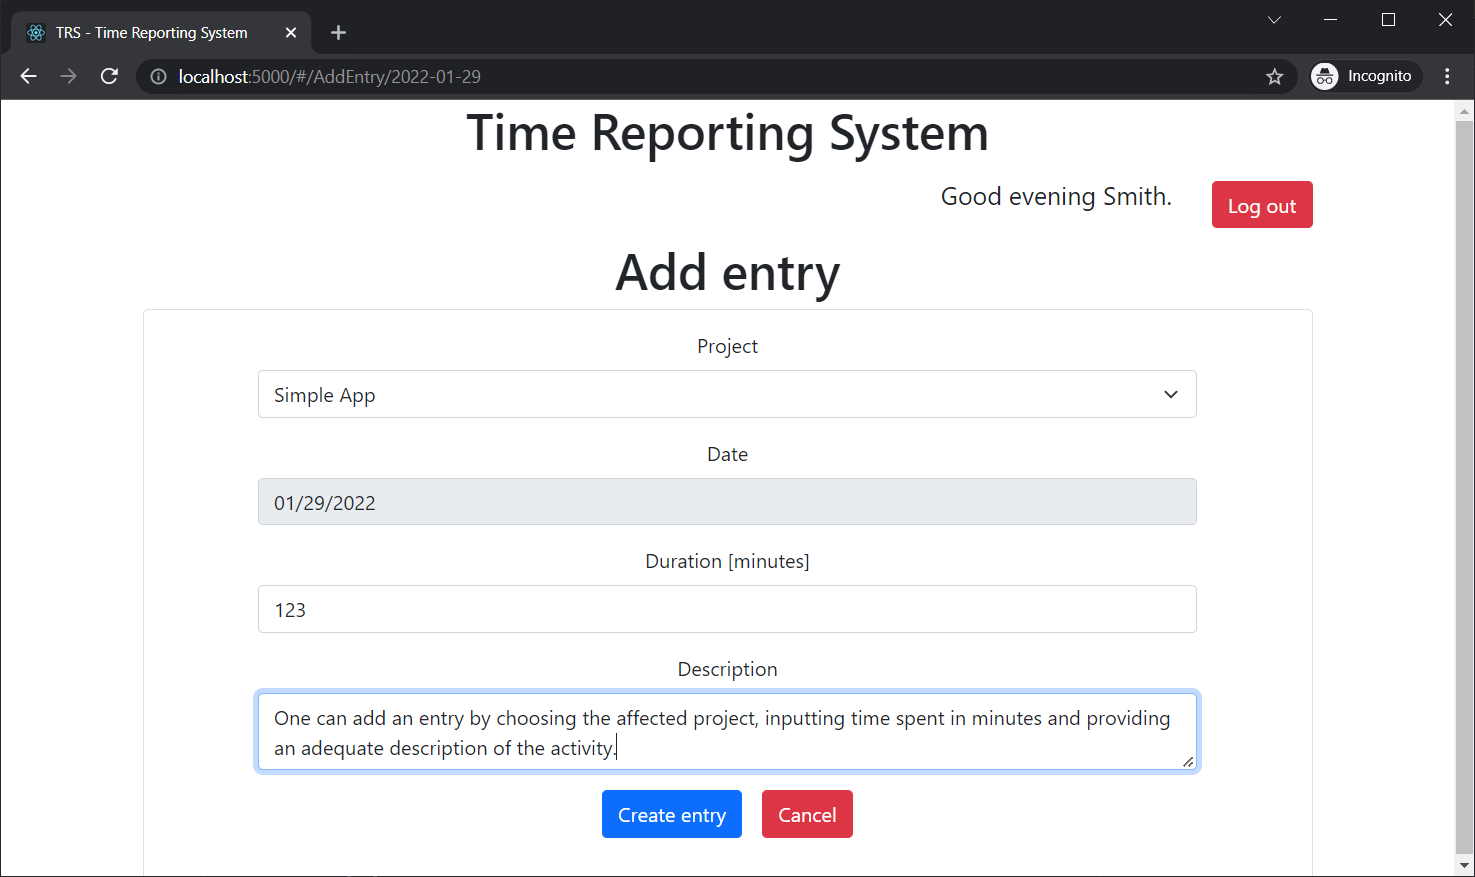 TRS - Time Reporting System
localhost:5000/#/AddEntry/2022-01-29
Incognito
Time Reporting System
Good evening Smith.
Log out
Add entry
Project
Simple App
Date
01/29/2022
Duration [minutes]
123
Description
One can add an entry by choosing the affected project, inputting time spent in minutes and providing
an adequate description of the activity.
Create entry
Cancel